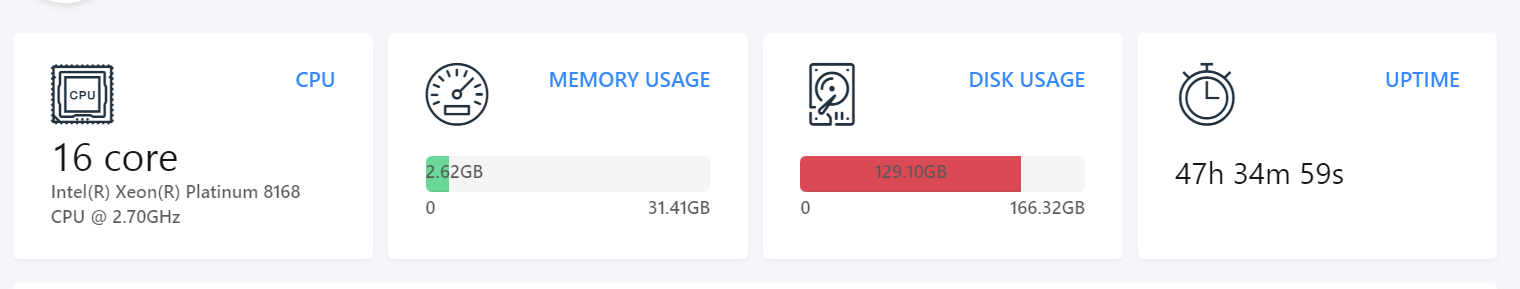 CPU
CPU
16 core
Intel(R) Xeon(R) Platinum 8168
CPU @ 2.70GHz
MEMORY USAGE
2.62GB
0 31.41GB
DISK USAGE
129.10GB
0 166.32GB
UPTIME
47h 34m 59s